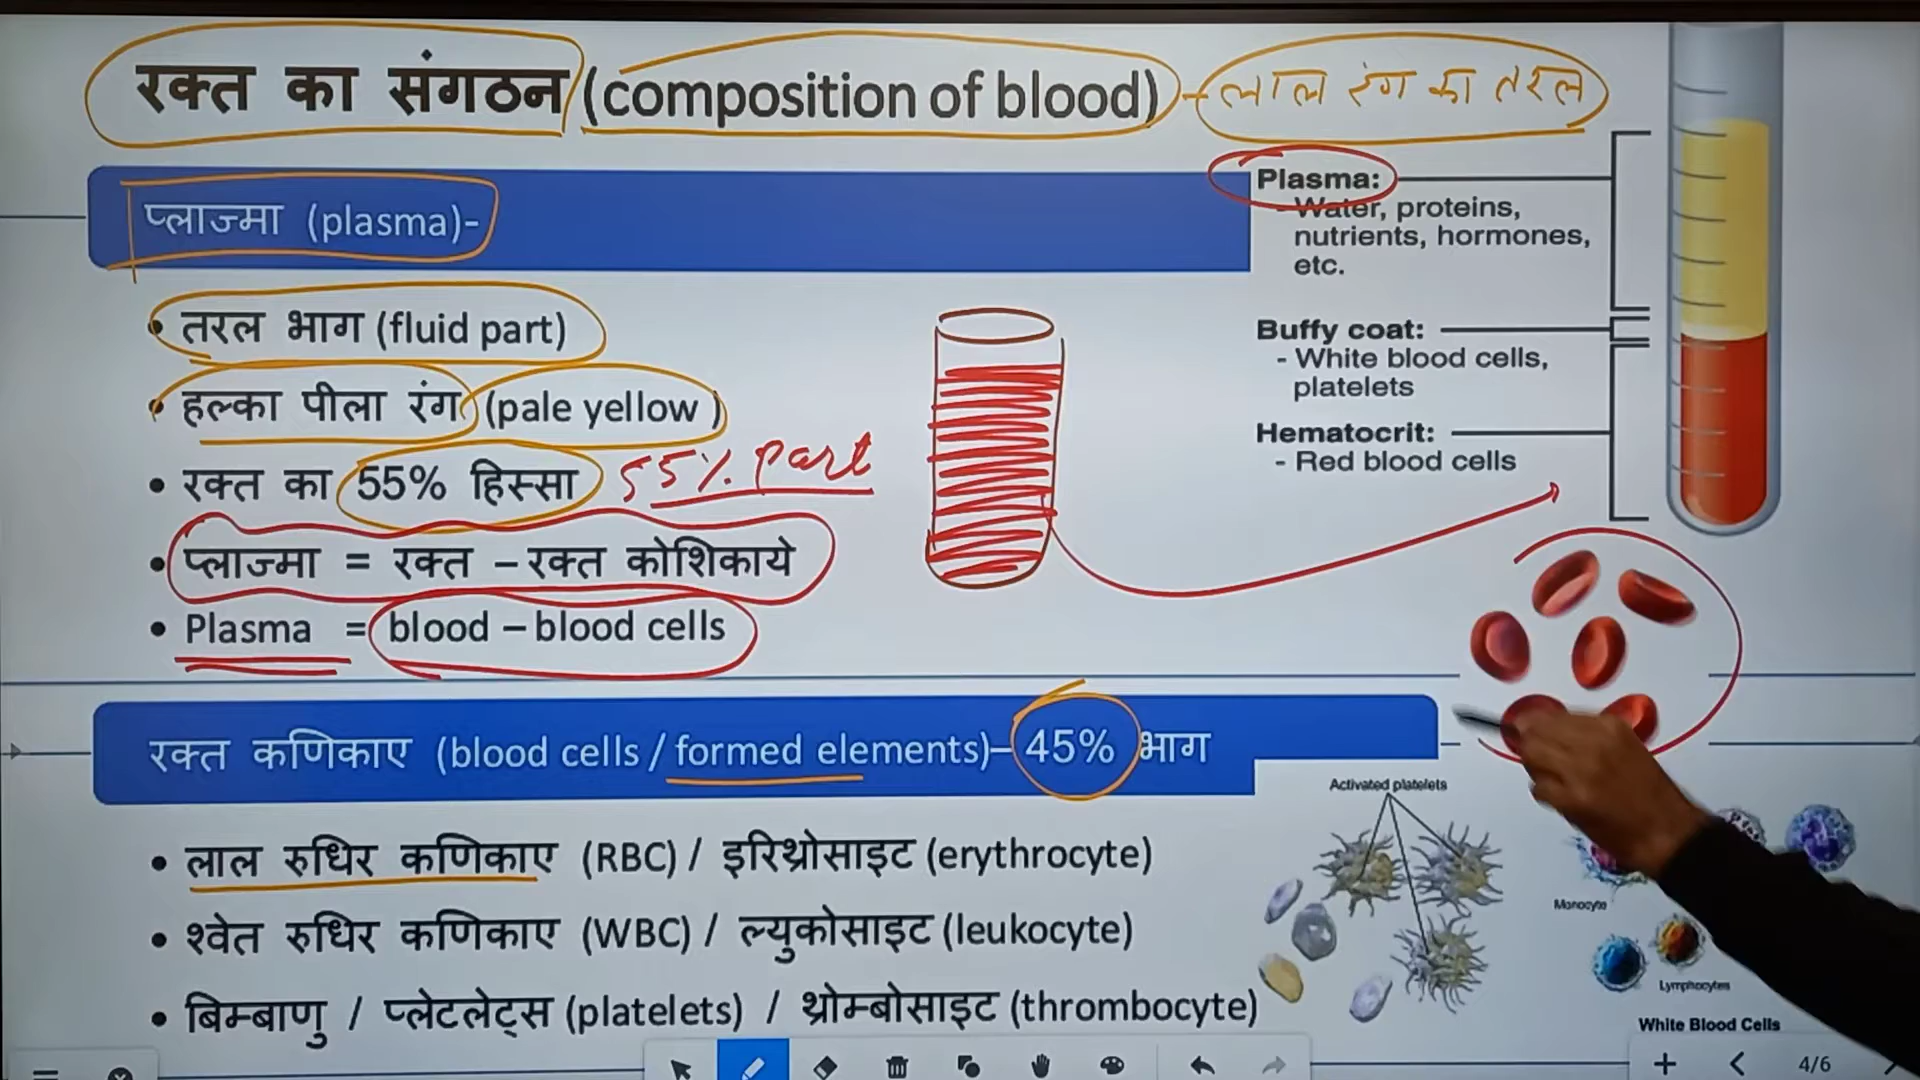 रक्त का संगठन (composition of blood) - लाल रंग का तरल
प्लाज्मा (plasma)-
• तरल भाग (fluid part)
• हल्का पीला रंग (pale yellow )
• रक्त का 55% हिस्सा 55% part
• प्लाज्मा = रक्त – रक्त कोशिकाये
• Plasma = blood – blood cells
Plasma:
- Water, proteins,
nutrients, hormones,
etc.
Buffy coat:
- White blood cells,
platelets
Hematocrit:
- Red blood cells
रक्त कणिकाए (blood cells / formed elements)– 45% भाग
• लाल रुधिर कणिकाए (RBC) / इरिथ्रोसाइट (erythrocyte)
• श्वेत रुधिर कणिकाए (WBC) / ल्युकोसाइट (leukocyte)
• बिम्बाणु / प्लेटलेट्स (platelets) / थ्रोम्बोसाइट (thrombocyte)
Activated platelets
Monocyte
Lymphocytes
White Blood Cells
4/6